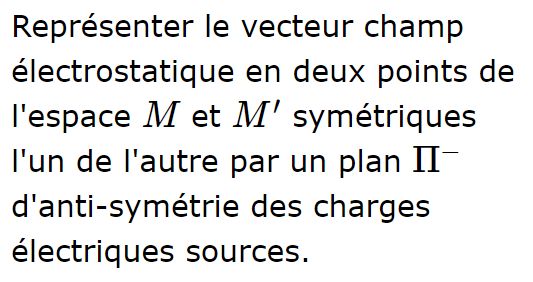 Représenter le vecteur champ
électrostatique en deux points de
l'espace M et M′ symétriques
l'un de l'autre par un plan Π⁻
d'anti-symétrie des charges
électriques sources.